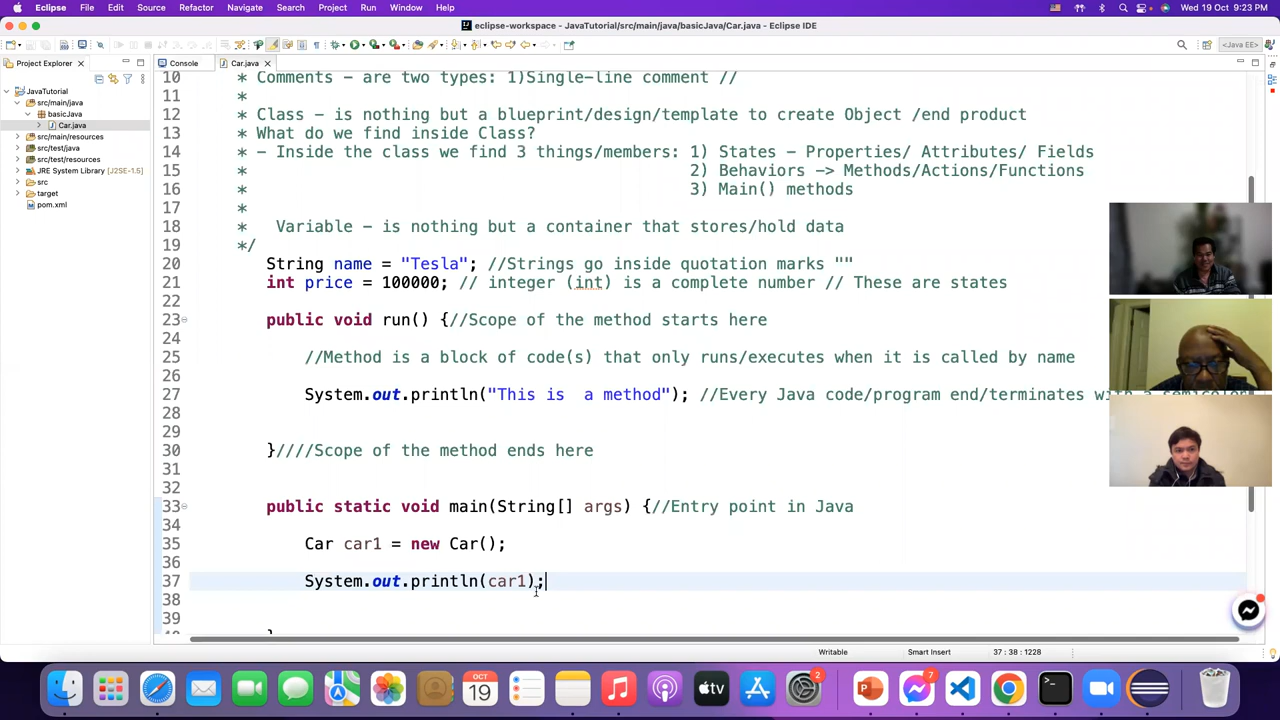 Eclipse File Edit Source Refactor Navigate Search Project Run Window Help Wed 19 Oct 9:23 PM
eclipse-workspace - JavaTutorial/src/main/java/basicJava/Car.java - Eclipse IDE
<Java EE>
Project Explorer
Console
Car.java
JavaTutorial
src/main/java
basicJava
Car.java
src/main/resources
src/test/java
src/test/resources
JRE System Library [J2SE-1.5]
src
target
pom.xml
10 * Comments - are two types: 1)Single-line comment //
11 *
12 * Class - is nothing but a blueprint/design/template to create Object /end product
13 * What do we find inside Class?
14 * - Inside the class we find 3 things/members: 1) States - Properties/ Attributes/ Fields
15 2) Behaviors -> Methods/Actions/Functions
16 * 3) Main() methods
17 *
18 * Variable - is nothing but a container that stores/hold data
19 */
20 String name = "Tesla"; //Strings go inside quotation marks ""
21 int price = 100000; // integer (int) is a complete number // These are states
22
23 public void run() {//Scope of the method starts here
24
25 //Method is a block of code(s) that only runs/executes when it is called by name
26
27 System.out.println("This is  a method"); //Every Java code/program end/terminates with a
28
29
30 }////Scope of the method ends here
31
32
33 public static void main(String[] args) {//Entry point in Java
34
35 Car car1 = new Car();
36
37 System.out.println(car1);
38
39
}
Writable Smart Insert 37 : 38 : 1228
OCT
19
tv
2
7